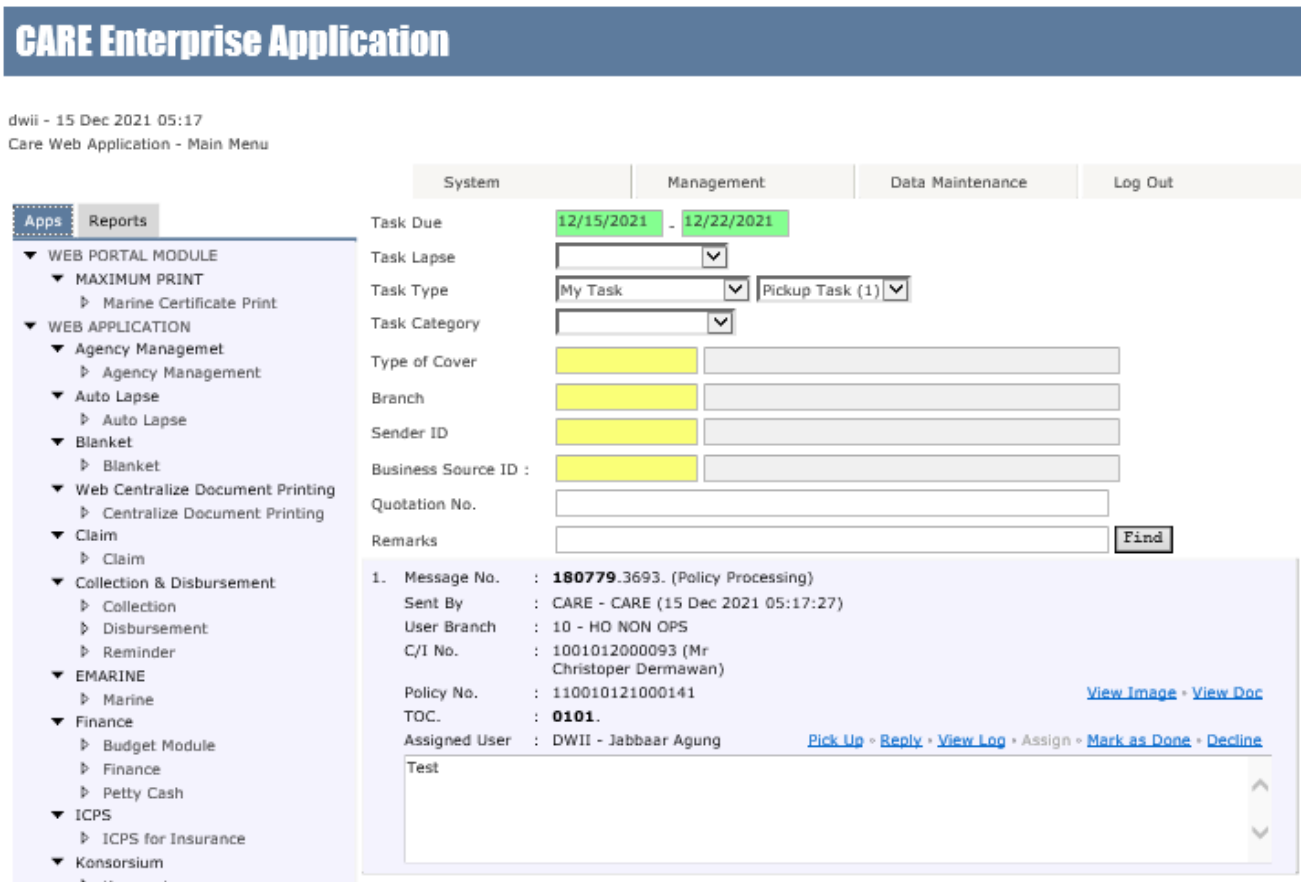 CARE Enterprise Application
dwii - 15 Dec 2021 05:17
Care Web Application - Main Menu
System Management Data Maintenance Log Out
Apps Reports
WEB PORTAL MODULE
MAXIMUM PRINT
Marine Certificate Print
WEB APPLICATION
Agency Managemet
Agency Management
Auto Lapse
Auto Lapse
Blanket
Blanket
Web Centralize Document Printing
Centralize Document Printing
Claim
Claim
Collection & Disbursement
Collection
Disbursement
Reminder
EMARINE
Marine
Finance
Budget Module
Finance
Petty Cash
ICPS
ICPS for Insurance
Konsorsium
Task Due 12/15/2021 - 12/22/2021
Task Lapse
Task Type My Task Pickup Task (1)
Task Category
Type of Cover
Branch
Sender ID
Business Source ID :
Quotation No.
Remarks Find
1. Message No. : 180779.3693. (Policy Processing)
Sent By : CARE - CARE (15 Dec 2021 05:17:27)
User Branch : 10 - HO NON OPS
C/I No. : 1001012000093 (Mr
Christoper Dermawan)
Policy No. : 110010121000141 View Image • View Doc
TOC. : 0101.
Assigned User : DWII - Jabbaar Agung Pick Up • Reply • View Log • Assign • Mark as Done • Decline
Test